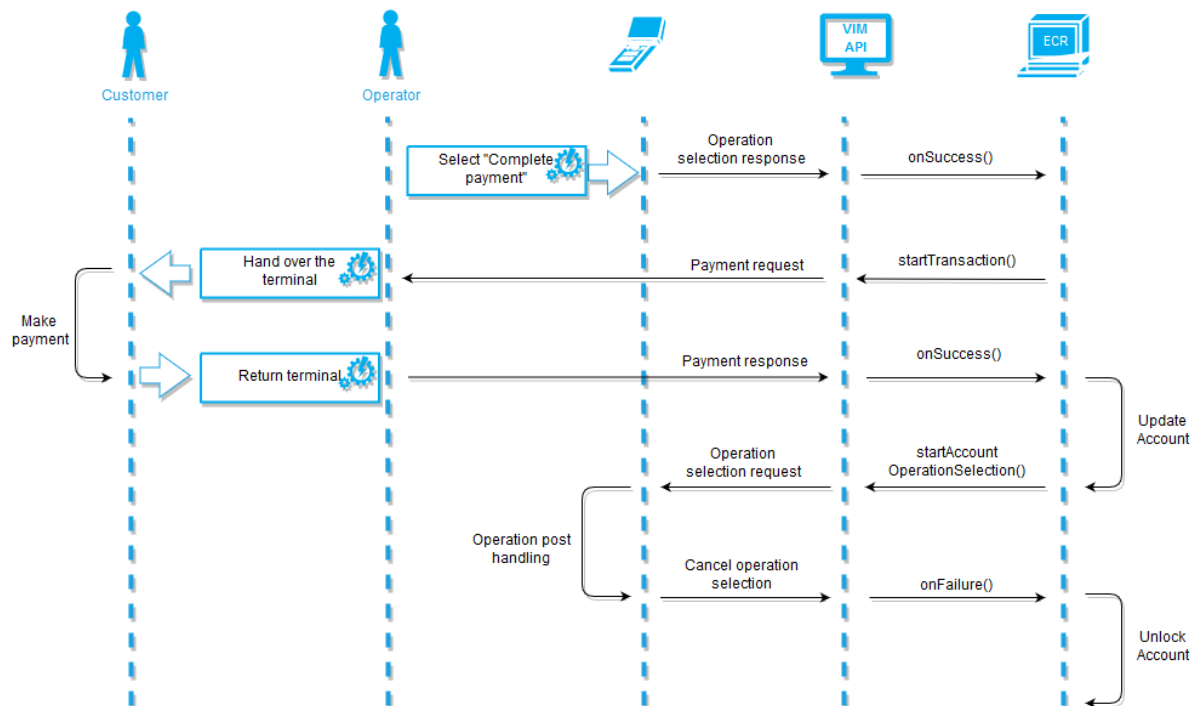 VIM
API
ECR
Customer
Operator
Select "Complete
payment"
Operation
selection response
onSuccess()
Hand over the
terminal
Payment request
startTransaction()
Make
payment
Return terminal
Payment response
onSuccess()
Update
Account
Operation
selection request
startAccount
OperationSelection()
Operation post
handling
Cancel operation
selection
onFailure()
Unlock
Account